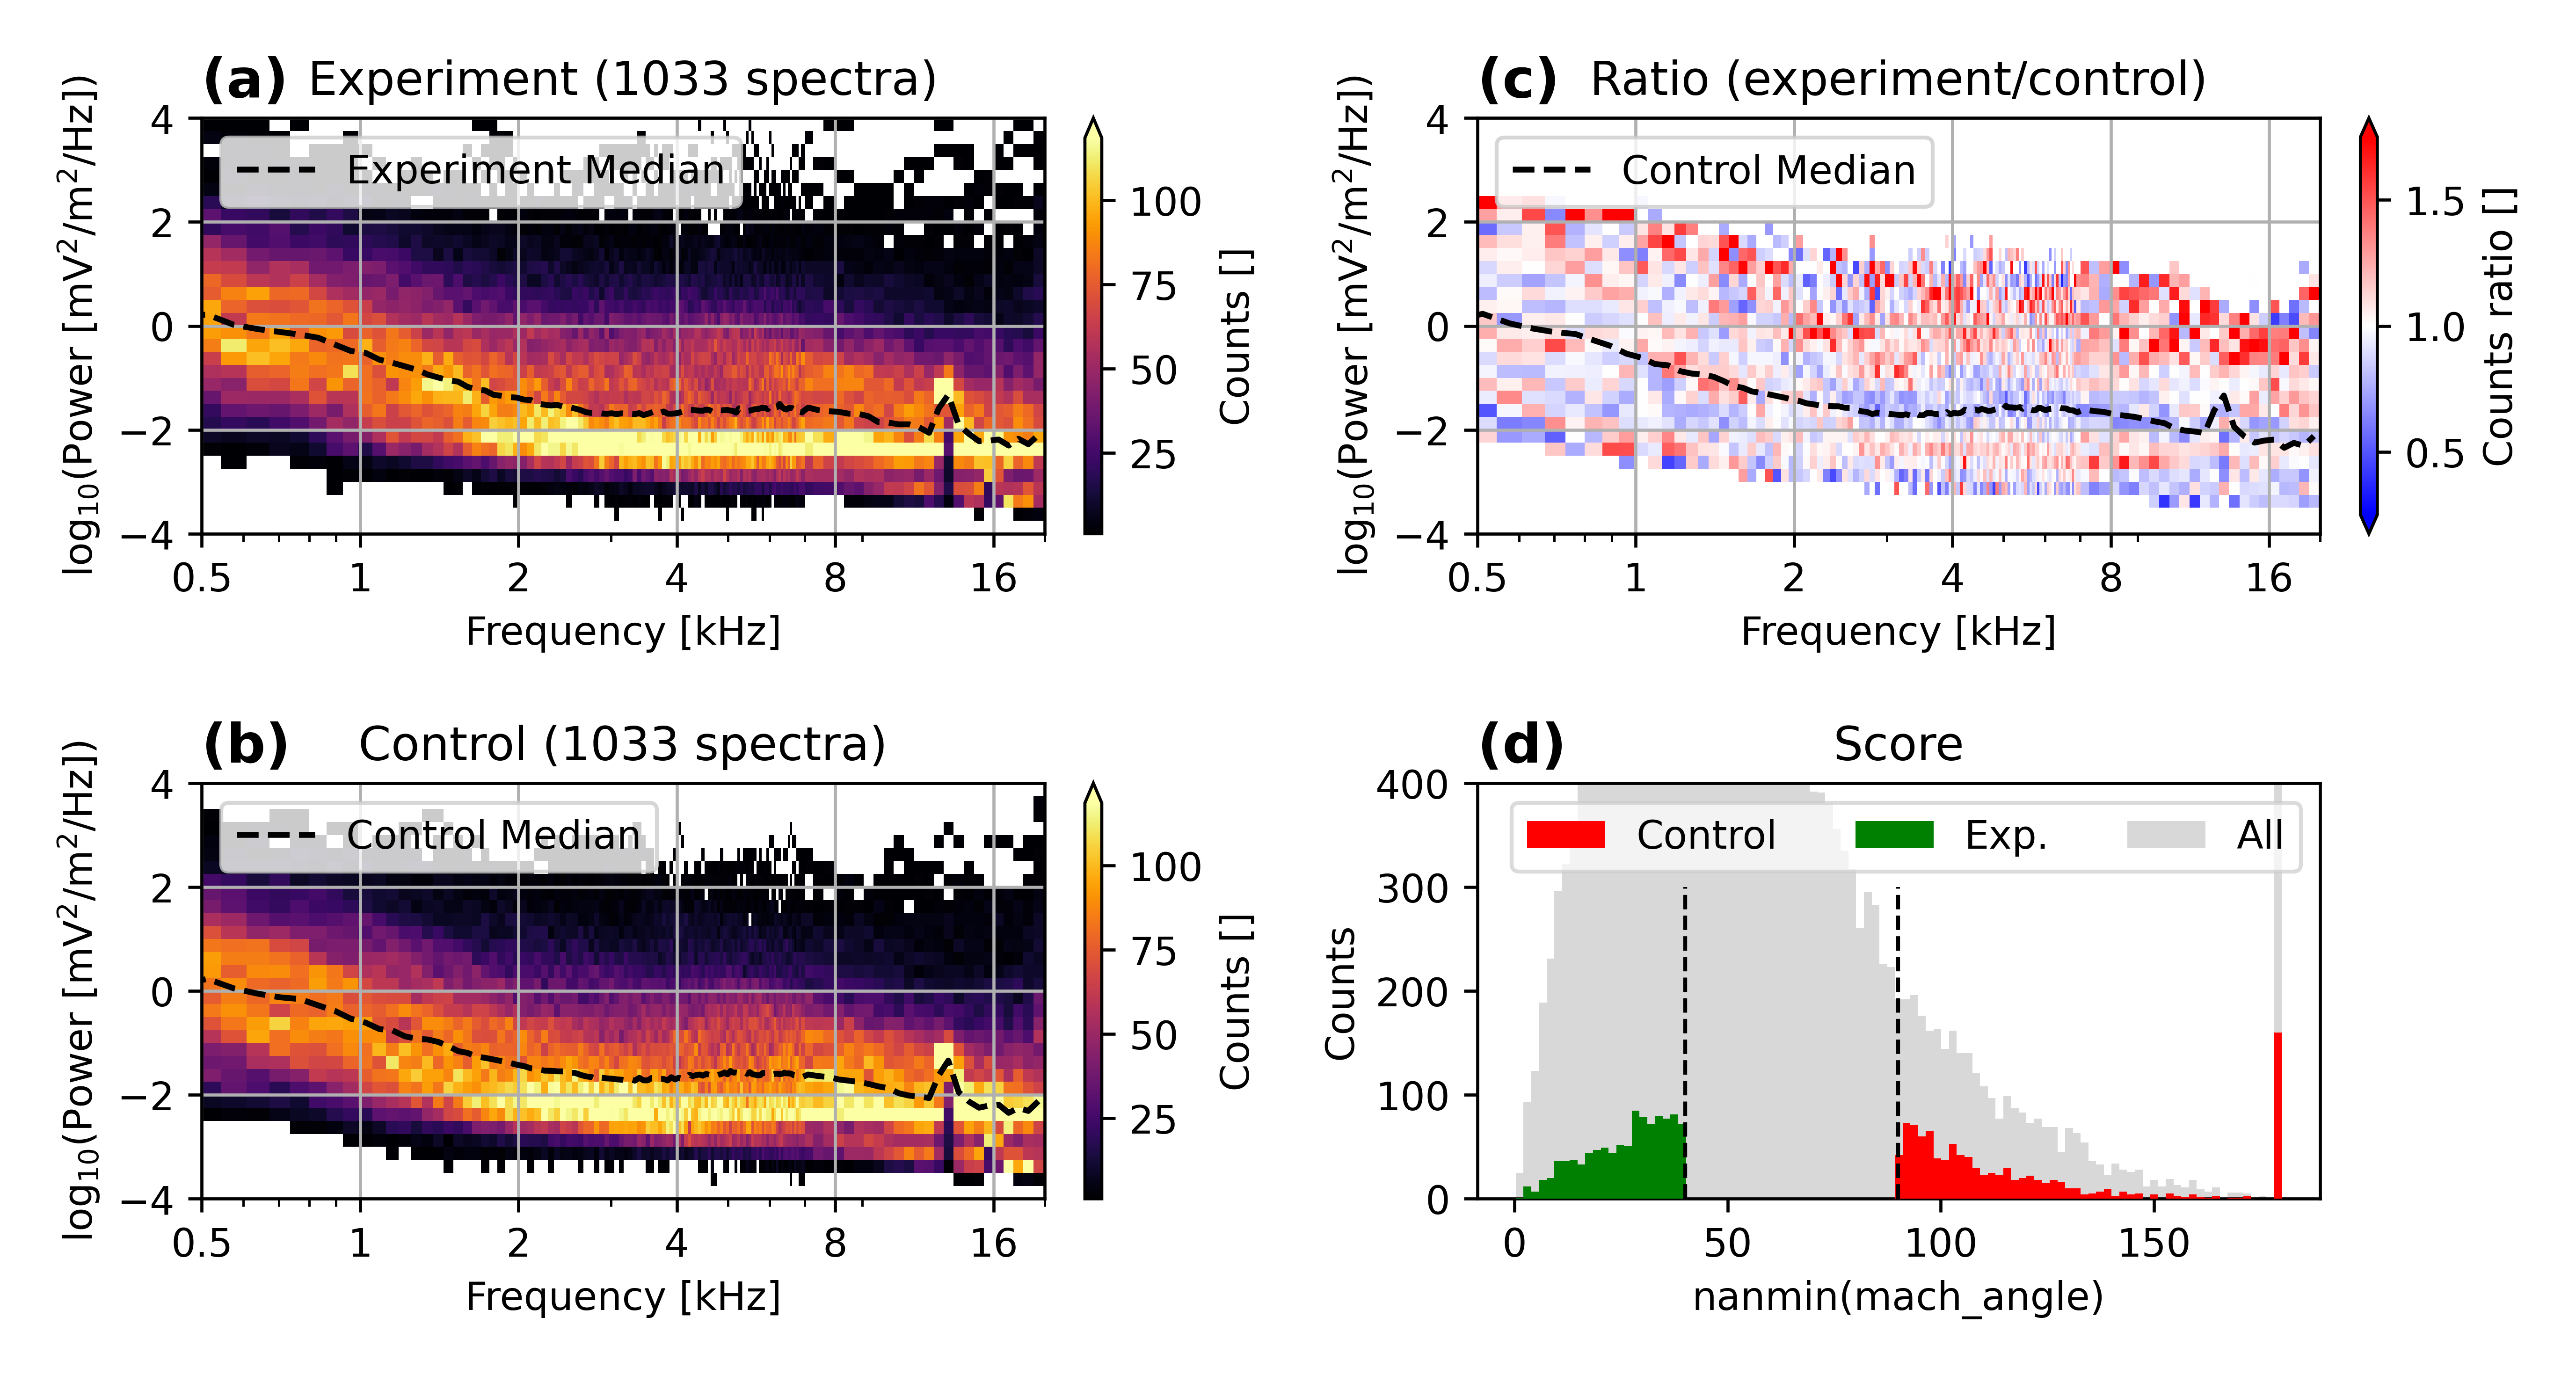 (a) Experiment (1033 spectra)
log10(Power [mV²/m²/Hz])
4
2
0
−2
−4
Experiment Median
0.5 1 2 4 8 16
Frequency [kHz]
100
75
50
25
Counts []
(c) Ratio (experiment/control)
log10(Power [mV²/m²/Hz])
4
2
0
−2
−4
Control Median
0.5 1 2 4 8 16
Frequency [kHz]
1.5
1.0
0.5
Counts ratio []
(b) Control (1033 spectra)
log10(Power [mV²/m²/Hz])
4
2
0
−2
−4
Control Median
0.5 1 2 4 8 16
Frequency [kHz]
100
75
50
25
Counts []
(d) Score
Counts
400
300
200
100
0
Control Exp. All
0 50 100 150
nanmin(mach_angle)